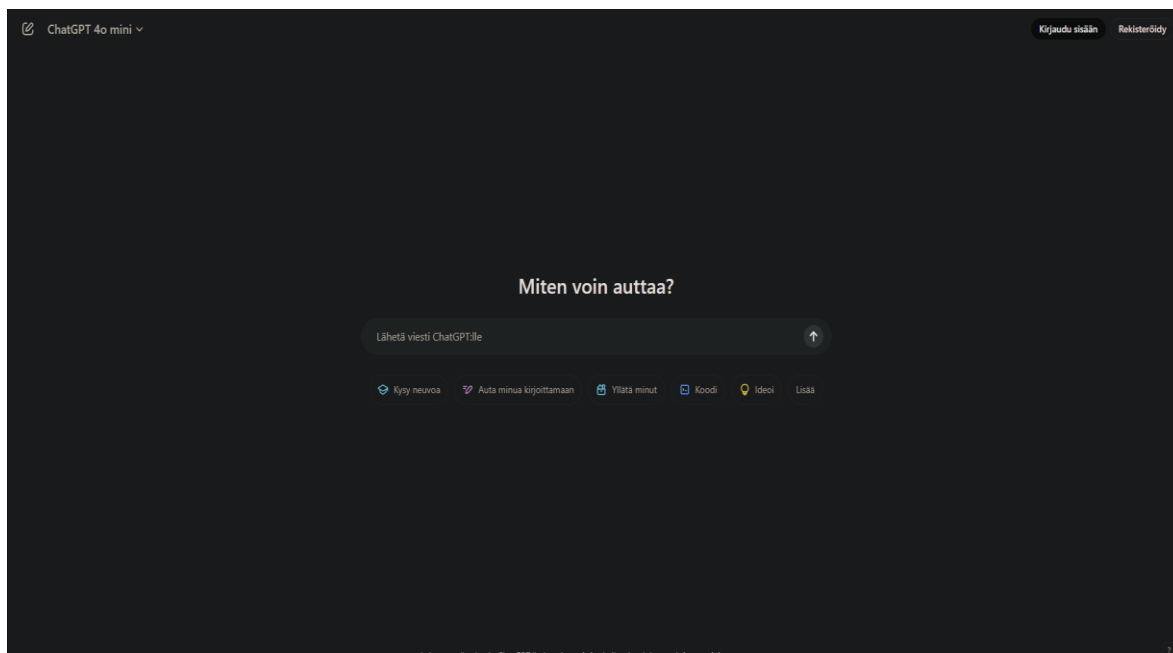 ChatGPT 4o mini
Kirjaudu sisään
Rekisteröidy
Miten voin auttaa?
Lähetä viesti ChatGPT:lle
Kysy neuvoa
Auta minua kirjoittamaan
Yllätä minut
Koodi
Ideoi
Lisää